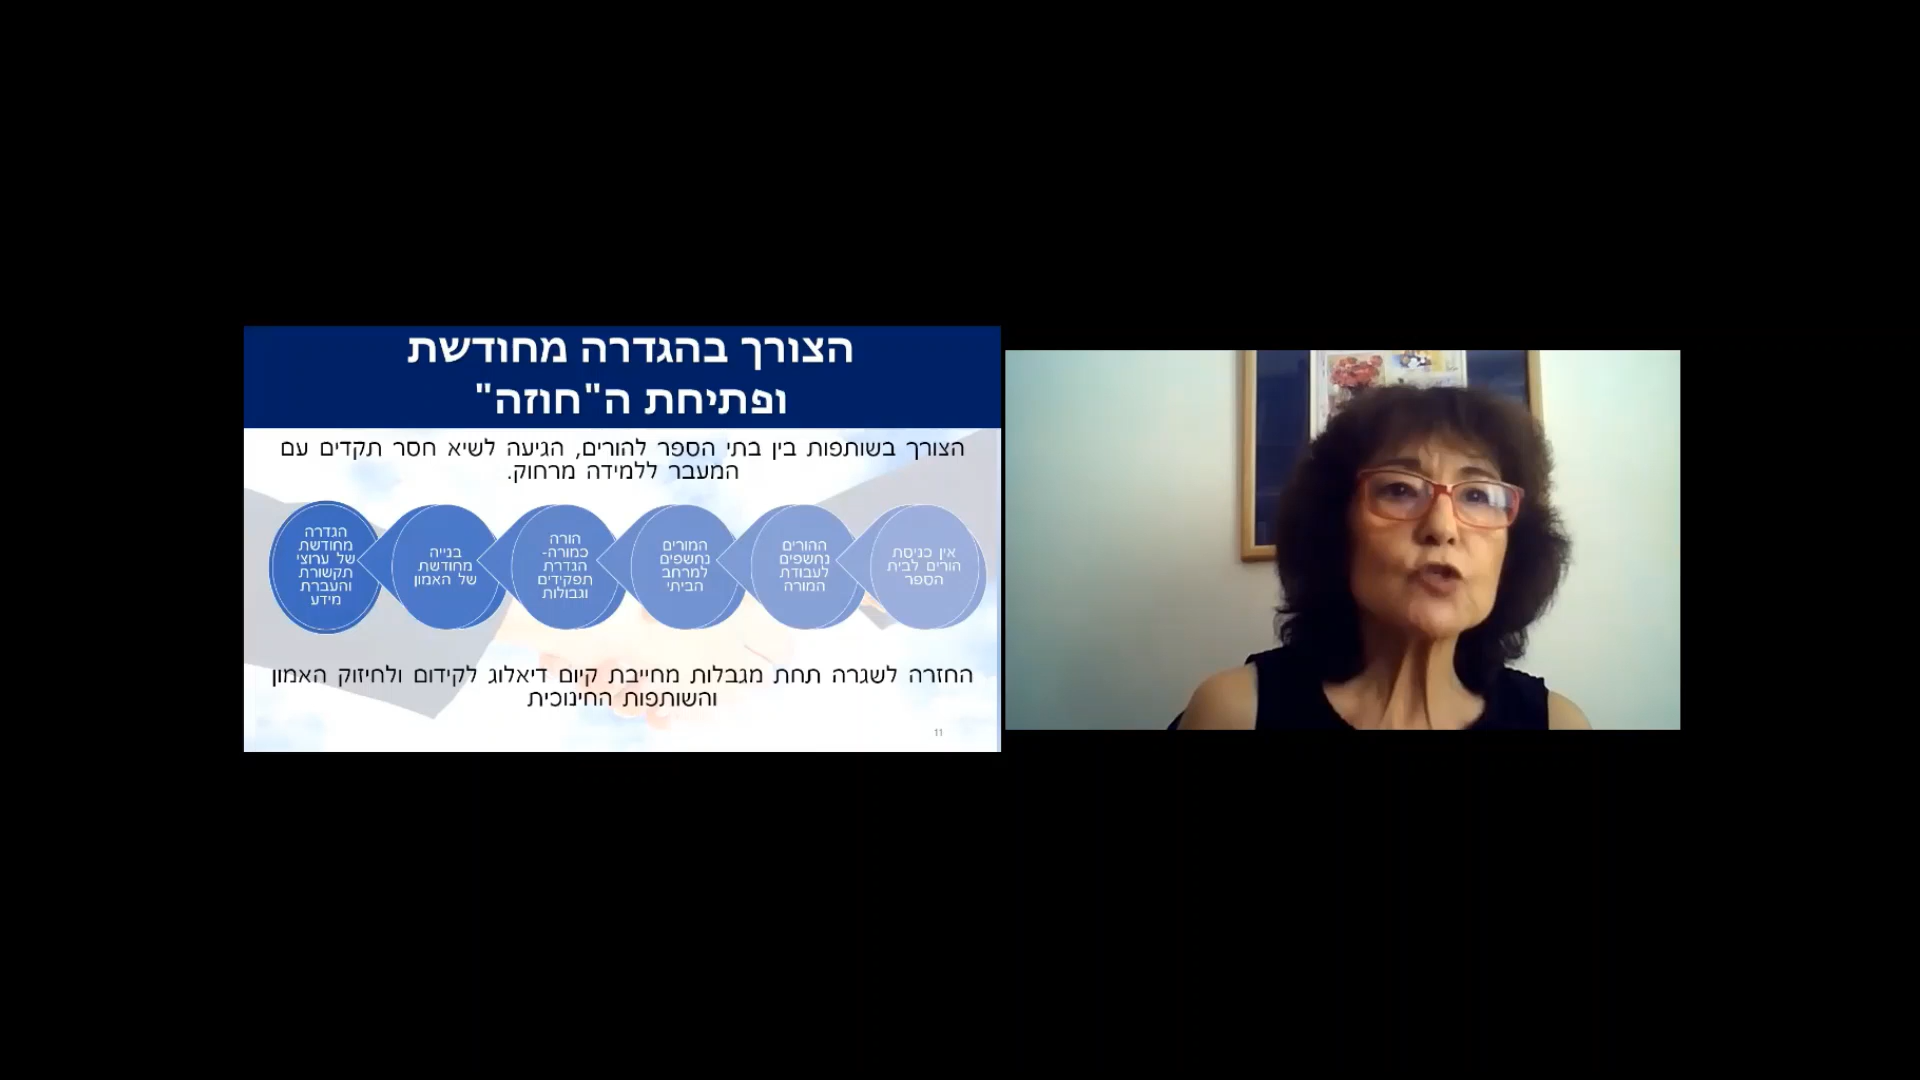 הצורך בהגדרה מחודשת
ופתיחת ה"חוזה"
הצורך בשותפות בין בתי הספר להורים, הגיעה לשיא חסר תקדים עם
המעבר ללמידה מרחוק.
אין כניסת
הורים לבית
הספר
ההורים
נחשפים
לעבודת
המורה
המורים
נחשפים
למרחב
הביתי
הורה
כמורה-
הגדרת
תפקידים
וגבולות
בנייה
מחודשת
של האמון
הגדרה
מחודשת
של ערוצי
תקשורת
והעברת
מידע
החזרה לשגרה תחת מגבלות מחייבת קיום דיאלוג לקידום ולחיזוק האמון
והשותפות החינוכית
11